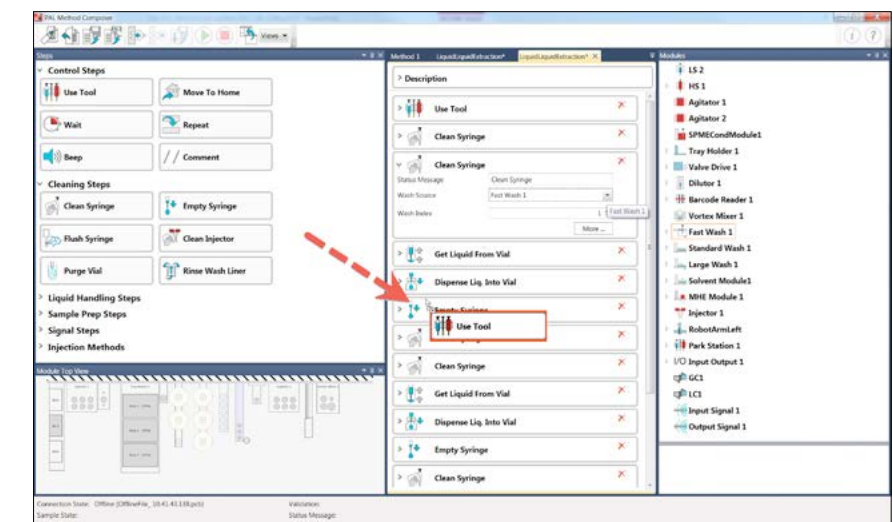 PAL Method Composer
Views
Steps
Control Steps
Use Tool
Move To Home
Wait
Repeat
Beep
// Comment
Cleaning Steps
Clean Syringe
Empty Syringe
Flush Syringe
Clean Injector
Purge Vial
Rinse Wash Liner
Liquid Handling Steps
Sample Prep Steps
Signal Steps
Injection Methods
Module Top View
Method 1 LiquidLiquidExtraction* LiquidLiquidExtraction* X
Description
Use Tool
Clean Syringe
Clean Syringe
Status Message Clean Syringe
Wash Source Fast Wash 1
Wash Index 1
Fast Wash 1
More ...
Get Liquid From Vial
Dispense Liq. Into Vial
Empty Syringe
Use Tool
Clean Syringe
Get Liquid From Vial
Dispense Liq. Into Vial
Empty Syringe
Clean Syringe
Modules
LS 2
HS 1
Agitator 1
Agitator 2
SPMECondModule1
Tray Holder 1
Valve Drive 1
Dilutor 1
Barcode Reader 1
Vortex Mixer 1
Fast Wash 1
Standard Wash 1
Large Wash 1
Solvent Module1
MHE Module 1
Injector 1
RobotArmLeft
Park Station 1
I/O Input Output 1
GC1
LC1
Input Signal 1
Output Signal 1
Connection State: Offline (OfflineFile_10.41.41.138.pcb) Validation:
Sample State: Status Message: